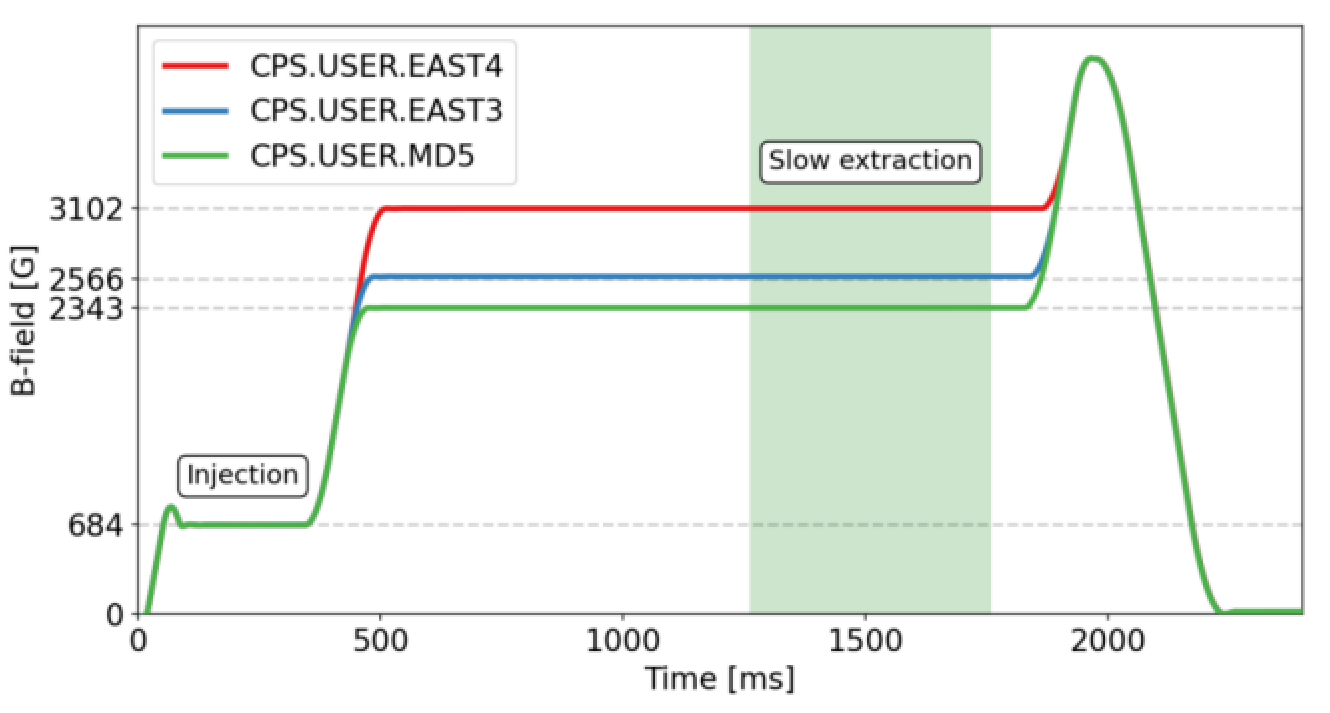 CPS.USER.EAST4
CPS.USER.EAST3
CPS.USER.MD5
Slow extraction
Injection
B-field [G]
3102
2566
2343
684
0
0 500 1000 1500 2000
Time [ms]